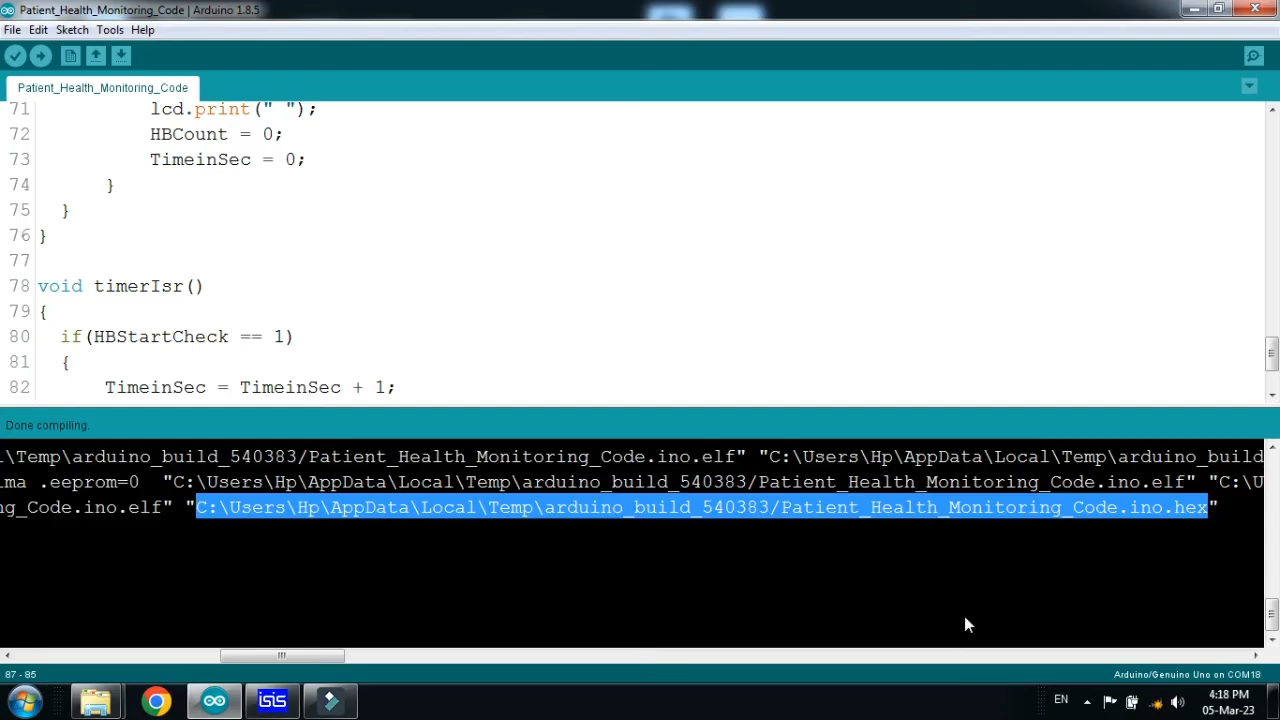 Patient_Health_Monitoring_Code | Arduino 1.8.5
File Edit Sketch Tools Help
Patient_Health_Monitoring_Code
71 lcd.print(" ");
72 HBCount = 0;
73 TimeinSec = 0;
74 }
75 }
76 }
77
78 void timerIsr()
79 {
80 if(HBStartCheck == 1)
81 {
82 TimeinSec = TimeinSec + 1;
Done compiling.
l\Temp\arduino_build_540383/Patient_Health_Monitoring_Code.ino.elf" "C:\Users\Hp\AppData\Local\Temp\arduino_build
ma .eeprom=0 "C:\Users\Hp\AppData\Local\Temp\arduino_build_540383/Patient_Health_Monitoring_Code.ino.elf" "C:\U
ng_Code.ino.elf" "C:\Users\Hp\AppData\Local\Temp\arduino_build_540383/Patient_Health_Monitoring_Code.ino.hex"
87 - 85 Arduino/Genuino Uno on COM18
isis EN 4:18 PM
05-Mar-23